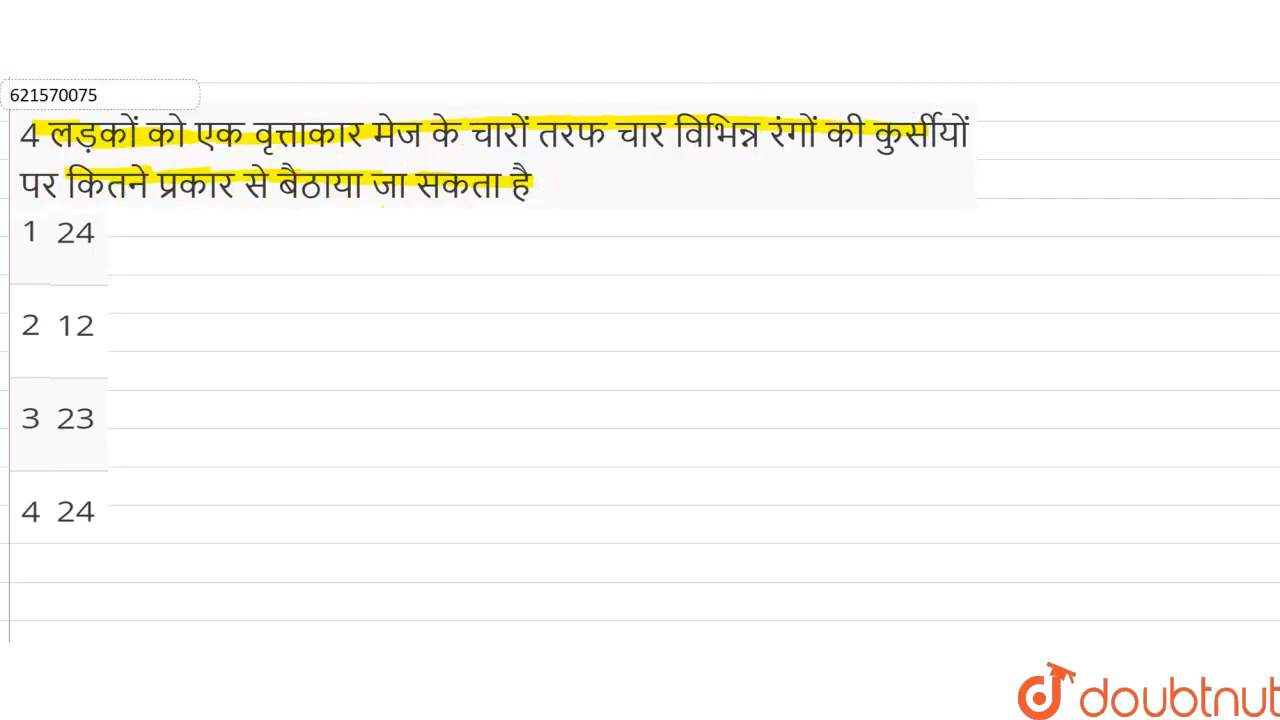 621570075
4 लड़कों को एक वृत्ताकार मेज के चारों तरफ चार विभिन्न रंगों की कुर्सीयों
पर कितने प्रकार से बैठाया जा सकता है
1 24
2 12
3 23
4 24
doubtnut